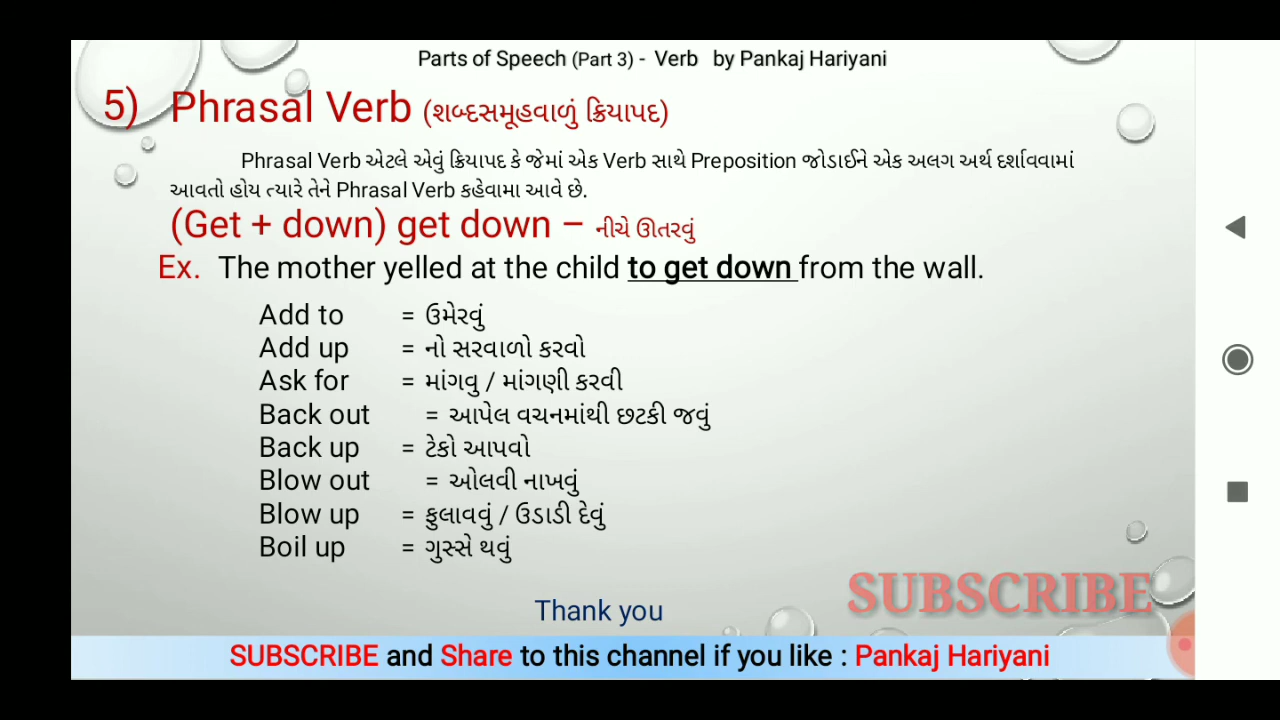 Parts of Speech (Part 3) - Verb by Pankaj Hariyani
5) Phrasal Verb (શબ્દસમૂહવાળું ક્રિયાપદ)
Phrasal Verb એટલે એવું ક્રિયાપદ કે જેમાં એક Verb સાથે Preposition જોડાઈને એક અલગ અર્થ દર્શાવવામાં
આવતો હોય ત્યારે તેને Phrasal Verb કહેવામા આવે છે.
(Get + down) get down – નીચે ઊતરવું
Ex. The mother yelled at the child to get down from the wall.
Add to = ઉમેરવું
Add up = નો સરવાળો કરવો
Ask for = માંગવુ / માંગણી કરવી
Back out = આપેલ વચનમાંથી છટકી જવું
Back up = ટેકો આપવો
Blow out = ઓલવી નાખવું
Blow up = ફુલાવવું / ઉડાડી દેવું
Boil up = ગુસ્સે થવું
SUBSCRIBE
Thank you
SUBSCRIBE and Share to this channel if you like : Pankaj Hariyani